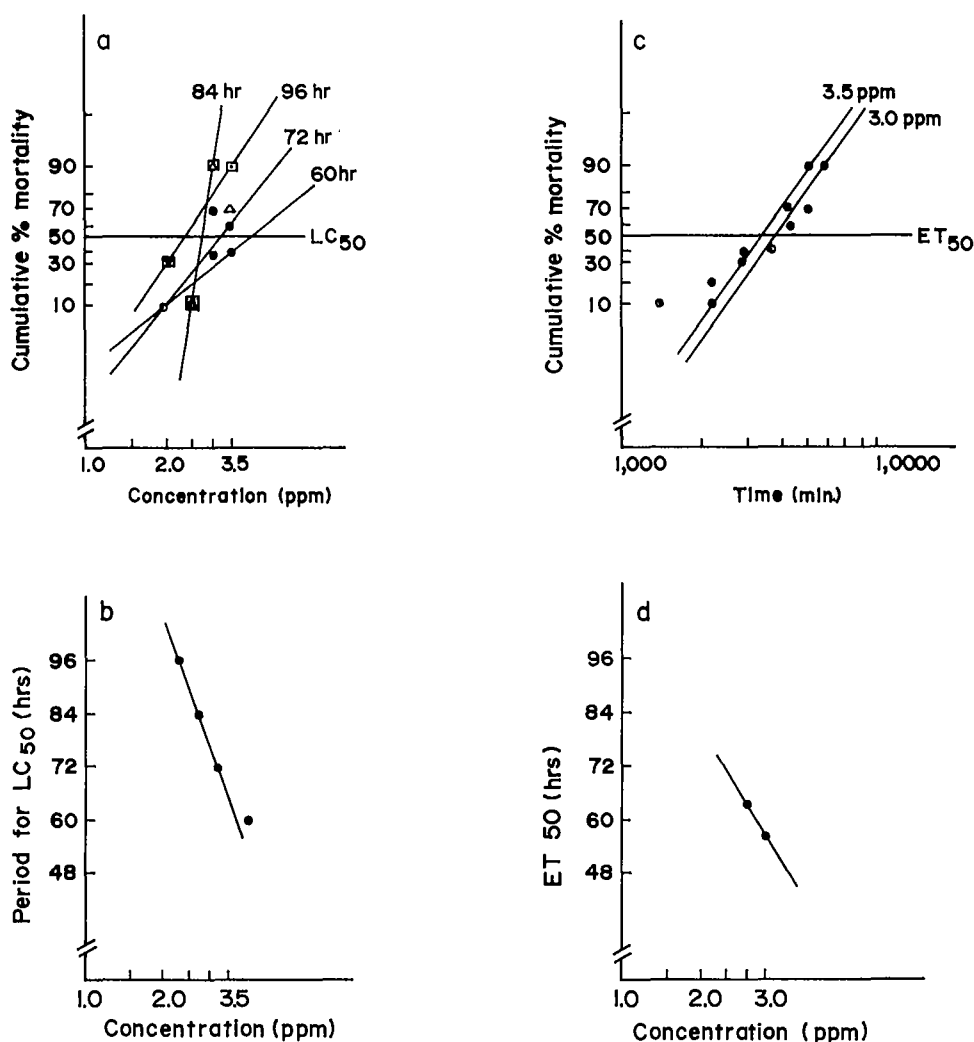 a
84 hr
96 hr
72 hr
60 hr
Cumulative % mortality
90
70
50
30
10
LC50
1.0
2.0
3.5
Concentration (ppm)
c
3.5 ppm
3.0 ppm
Cumulative % mortality
90
70
50
30
10
ET50
1,000
1,0000
Time (min.)
b
Period for LC50 (hrs)
96
84
72
60
48
1.0
2.0
3.5
Concentration (ppm)
d
ET 50 (hrs)
96
84
72
60
48
1.0
2.0
3.0
Concentration (ppm)